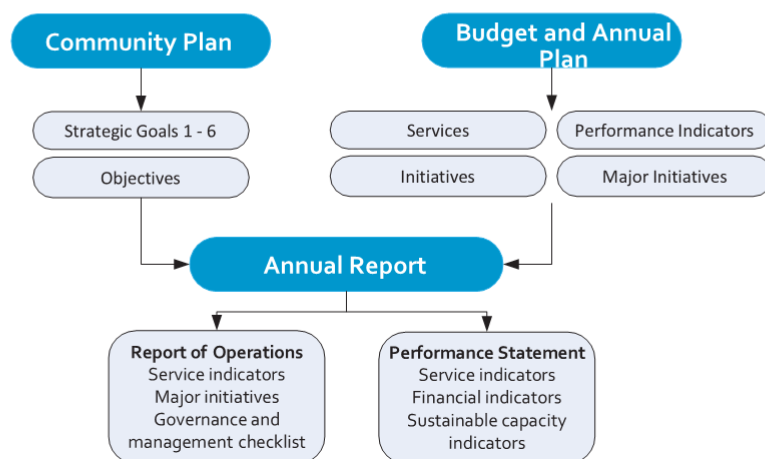 Community Plan
Budget and Annual
Plan
Strategic Goals 1 - 6
Objectives
Services
Performance Indicators
Initiatives
Major Initiatives
Annual Report
Report of Operations
Service indicators
Major initiatives
Governance and
management checklist
Performance Statement
Service indicators
Financial indicators
Sustainable capacity
indicators